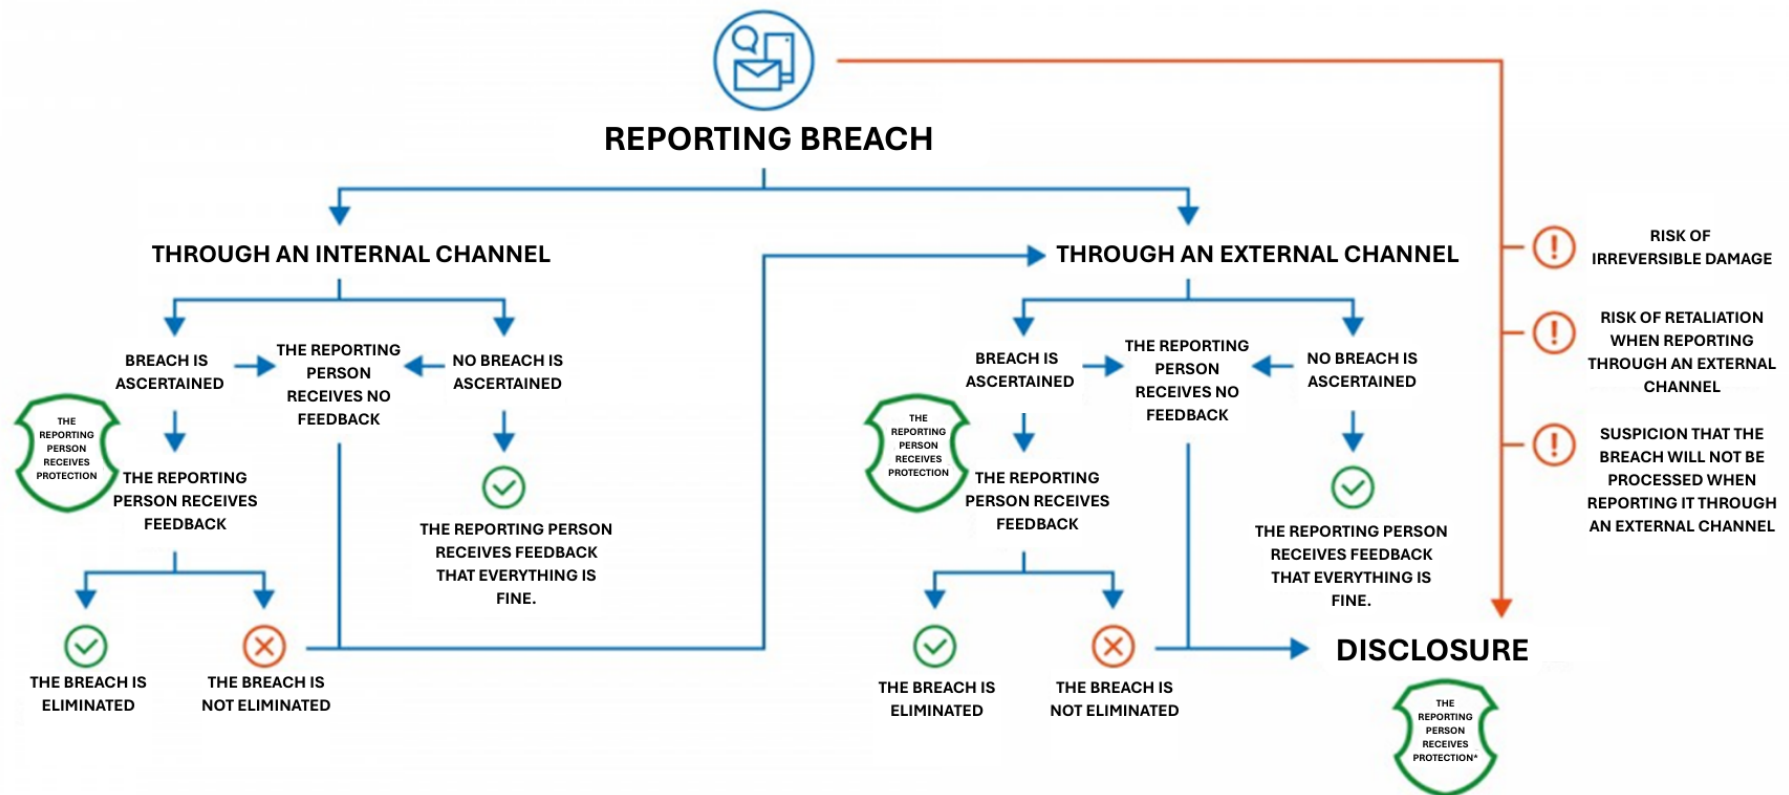 REPORTING BREACH
THROUGH AN INTERNAL CHANNEL
BREACH IS
ASCERTAINED
THE REPORTING
PERSON
RECEIVES NO
FEEDBACK
NO BREACH IS
ASCERTAINED
THE
REPORTING
PERSON
RECEIVES
PROTECTION
THE REPORTING
PERSON RECEIVES
FEEDBACK
THE REPORTING PERSON
RECEIVES FEEDBACK
THAT EVERYTHING IS
FINE.
THE BREACH IS
ELIMINATED
THE BREACH IS
NOT ELIMINATED
THROUGH AN EXTERNAL CHANNEL
BREACH IS
ASCERTAINED
THE REPORTING
PERSON
RECEIVES NO
FEEDBACK
NO BREACH IS
ASCERTAINED
THE
REPORTING
PERSON
RECEIVES
PROTECTION
THE REPORTING
PERSON RECEIVES
FEEDBACK
THE REPORTING PERSON
RECEIVES FEEDBACK
THAT EVERYTHING IS
FINE.
THE BREACH IS
ELIMINATED
THE BREACH IS
NOT ELIMINATED
RISK OF
IRREVERSIBLE DAMAGE
RISK OF RETALIATION
WHEN REPORTING
THROUGH AN EXTERNAL
CHANNEL
SUSPICION THAT THE
BREACH WILL NOT BE
PROCESSED WHEN
REPORTING IT THROUGH
AN EXTERNAL CHANNEL
DISCLOSURE
THE
REPORTING
PERSON
RECEIVES
PROTECTION*